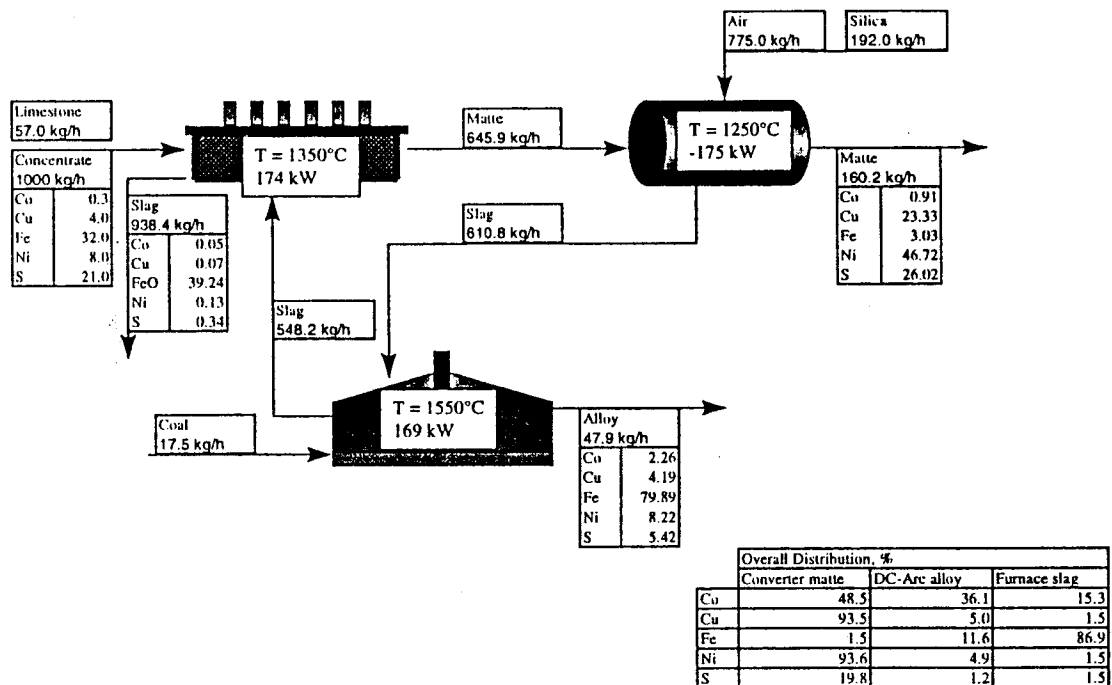 Air
775.0 kg/h
Silica
192.0 kg/h
Limestone
57.0 kg/h
Concentrate
1000 kg/h
Co 0.3
Cu 4.0
Fe 32.0
Ni 8.0
S 21.0
T = 1350°C
174 kW
Matte
645.9 kg/h
T = 1250°C
-175 kW
Matte
160.2 kg/h
Co 0.91
Cu 23.33
Fe 3.03
Ni 46.72
S 26.02
Slag
938.4 kg/h
Co 0.05
Cu 0.07
FeO 39.24
Ni 0.13
S 0.34
Slag
610.8 kg/h
Slag
548.2 kg/h
T = 1550°C
169 kW
Coal
17.5 kg/h
Alloy
47.9 kg/h
Co 2.26
Cu 4.19
Fe 79.89
Ni 8.22
S 5.42
Overall Distribution, %
Converter matte DC-Arc alloy Furnace slag
Co 48.5 36.1 15.3
Cu 93.5 5.0 1.5
Fe 1.5 11.6 86.9
Ni 93.6 4.9 1.5
S 19.8 1.2 1.5